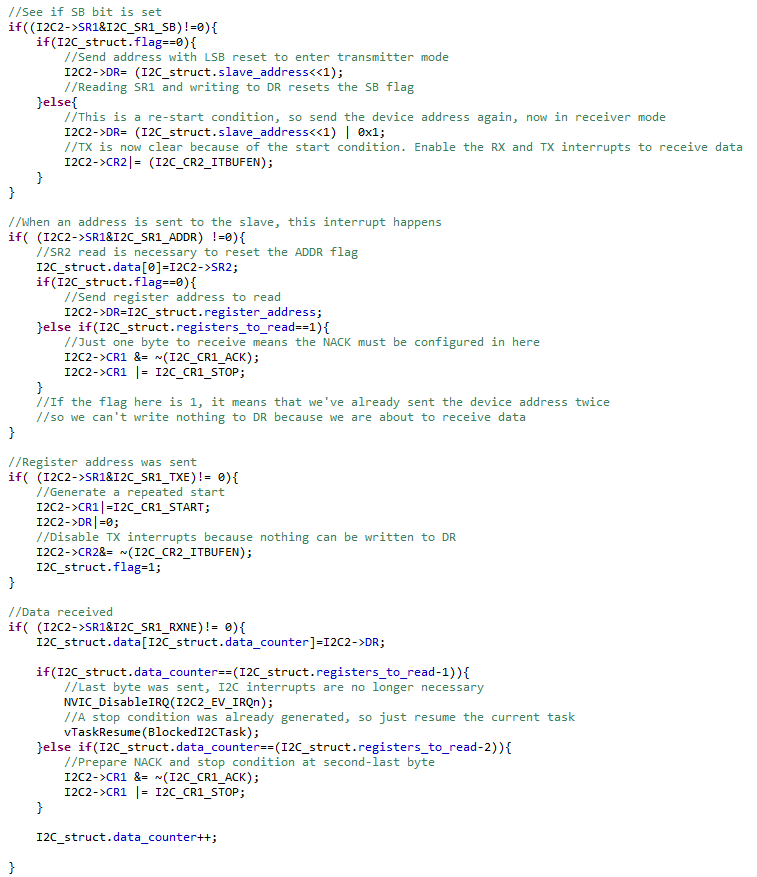 //See if SB bit is set
if((I2C2->SR1&I2C_SR1_SB)!=0){
    if(I2C_struct.flag==0){
        //Send address with LSB reset to enter transmitter mode
        I2C2->DR= (I2C_struct.slave_address<<1);
        //Reading SR1 and writing to DR resets the SB flag
    }else{
        //This is a re-start condition, so send the device address again, now in receiver mode
        I2C2->DR= (I2C_struct.slave_address<<1) | 0x1;
        //TX is now clear because of the start condition. Enable the RX and TX interrupts to receive data
        I2C2->CR2|= (I2C_CR2_ITBUFEN);
    }
}

//When an address is sent to the slave, this interrupt happens
if( (I2C2->SR1&I2C_SR1_ADDR) !=0){
    //SR2 read is necessary to reset the ADDR flag
    I2C_struct.data[0]=I2C2->SR2;
    if(I2C_struct.flag==0){
        //Send register address to read
        I2C2->DR=I2C_struct.register_address;
    }else if(I2C_struct.registers_to_read==1){
        //Just one byte to receive means the NACK must be configured in here
        I2C2->CR1 &= ~(I2C_CR1_ACK);
        I2C2->CR1 |= I2C_CR1_STOP;
    }
    //If the flag here is 1, it means that we've already sent the device address twice
    //so we can't write nothing to DR because we are about to receive data
}

//Register address was sent
if( (I2C2->SR1&I2C_SR1_TXE)!= 0){
    //Generate a repeated start
    I2C2->CR1|=I2C_CR1_START;
    I2C2->DR|=0;
    //Disable TX interrupts because nothing can be written to DR
    I2C2->CR2&= ~(I2C_CR2_ITBUFEN);
    I2C_struct.flag=1;
}

//Data received
if( (I2C2->SR1&I2C_SR1_RXNE)!= 0){
    I2C_struct.data[I2C_struct.data_counter]=I2C2->DR;

    if(I2C_struct.data_counter==(I2C_struct.registers_to_read-1)){
        //Last byte was sent, I2C interrupts are no longer necessary
        NVIC_DisableIRQ(I2C2_EV_IRQn);
        //A stop condition was already generated, so just resume the current task
        vTaskResume(BlockedI2CTask);
    }else if(I2C_struct.data_counter==(I2C_struct.registers_to_read-2)){
        //Prepare NACK and stop condition at second-last byte
        I2C2->CR1 &= ~(I2C_CR1_ACK);
        I2C2->CR1 |= I2C_CR1_STOP;
    }

    I2C_struct.data_counter++;

}